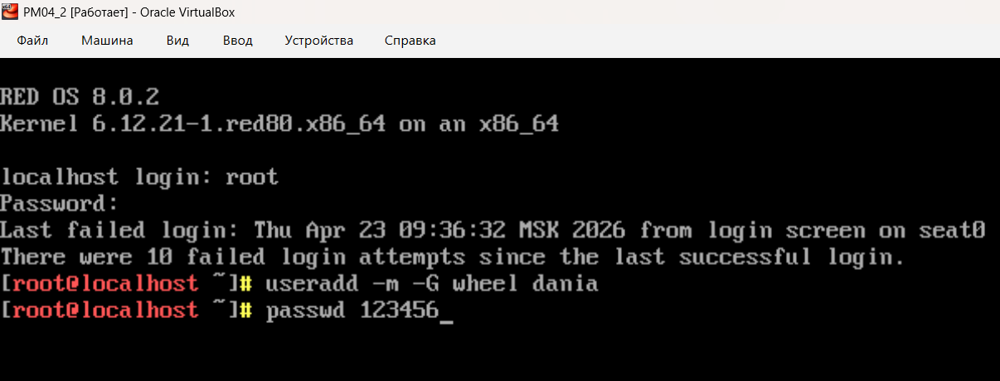 PM04_2 [Работает] - Oracle VirtualBox
Файл Машина Вид Ввод Устройства Справка
RED OS 8.0.2
Kernel 6.12.21-1.red80.x86_64 on an x86_64
localhost login: root
Password:
Last failed login: Thu Apr 23 09:36:32 MSK 2026 from login screen on seat0
There were 10 failed login attempts since the last successful login.
[root@localhost ~]# useradd -m -G wheel dania
[root@localhost ~]# passwd 123456_